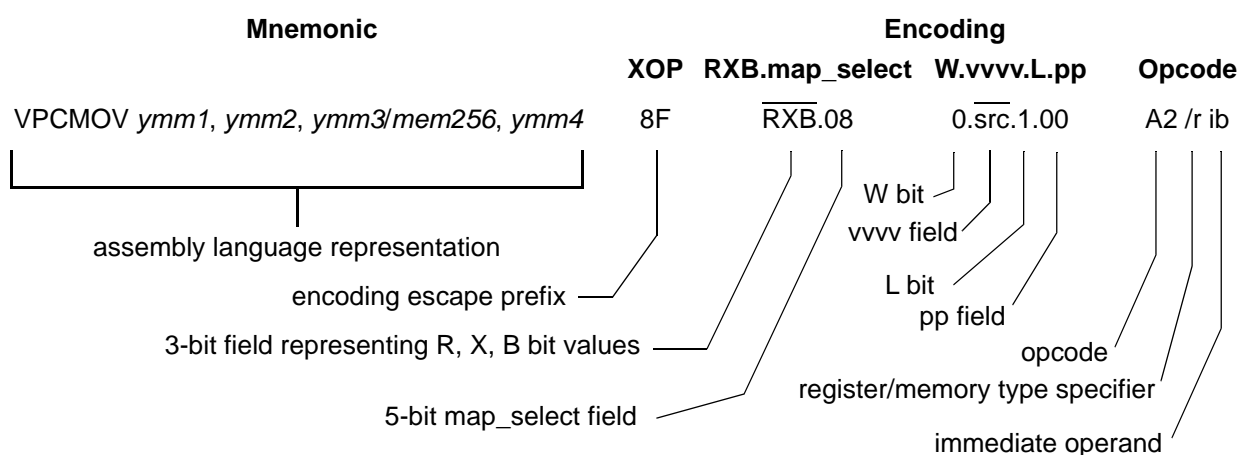 Mnemonic Encoding
XOP RXB.map_select W.vvvv.L.pp Opcode
VPCMOV ymm1, ymm2, ymm3/mem256, ymm4 8F R̅X̅B̅.08 0.s̅r̅c̅.1.00 A2 /r ib
W bit
vvvv field
assembly language representation
L bit
encoding escape prefix
pp field
3-bit field representing R, X, B bit values
opcode
register/memory type specifier
5-bit map_select field
immediate operand